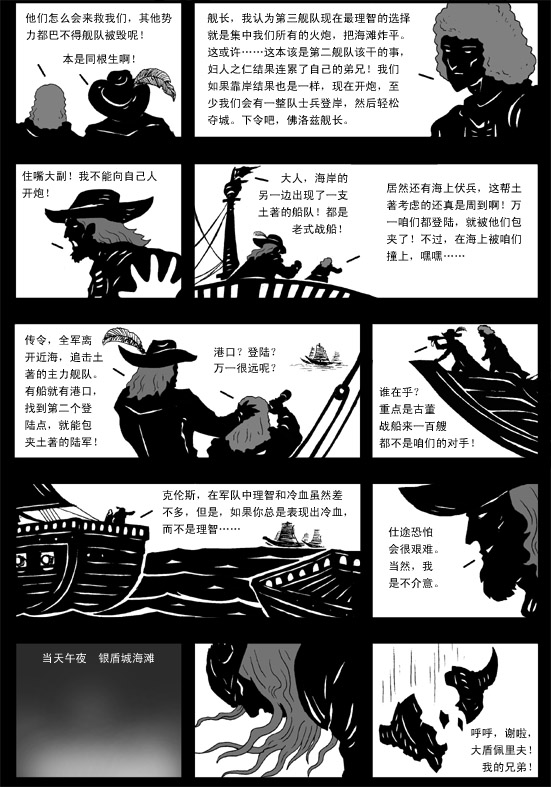 他们怎么会来救我们，其他势
力都巴不得舰队被毁呢！
本是同根生啊！
舰长，我认为第三舰队现在最理智的选择
就是集中我们所有的火炮，把海滩炸平。
这或许……这本该是第二舰队该干的事，
妇人之仁结果连累了自己的弟兄！我们
如果靠岸结果也是一样，现在开炮，至
少我们会有一整队士兵登岸，然后轻松
夺城。下令吧，佛洛兹舰长。
住嘴大副！我不能向自己人
开炮！
大人，海岸的
另一边出现了一支
土著的船队！都是
老式战船！
居然还有海上伏兵，这帮土
著考虑的还真是周到啊！万
一咱们都登陆，就被他们包
夹了！不过，在海上被咱们
撞上，嘿嘿……
传令，全军离
开近海，追击土
著的主力舰队。
有船就有港口，
找到第二个登
陆点，就能包
夹土著的陆军！
港口？登陆？
万一很远呢？
谁在乎？
重点是古董
战船来一百艘
都不是咱们的对手！
克伦斯，在军队中理智和冷血虽然差
不多，但是，如果你总是表现出冷血，
而不是理智……
仕途恐怕
会很艰难。
当然，我
是不介意。
当天午夜　银盾城海滩
呼呼，谢啦，
大盾佩里夫！
我的兄弟！